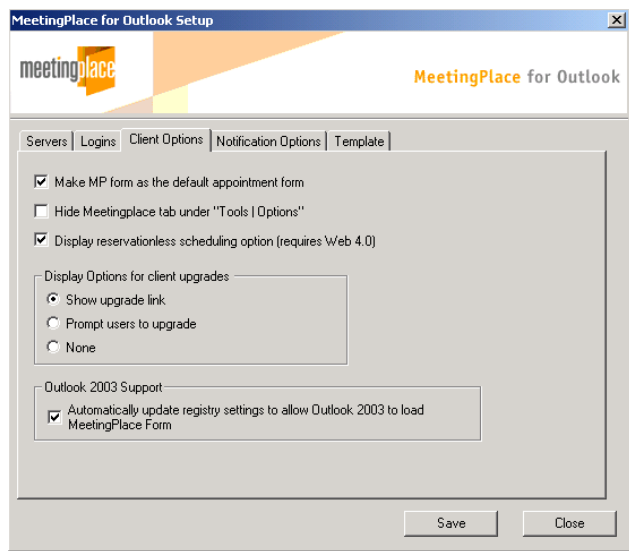 MeetingPlace for Outlook Setup
meetingplace
MeetingPlace for Outlook
Servers Logins Client Options Notification Options Template
Make MP form as the default appointment form
Hide Meetingplace tab under "Tools | Options"
Display reservationless scheduling option (requires Web 4.0)
Display Options for client upgrades
Show upgrade link
Prompt users to upgrade
None
Outlook 2003 Support
Automatically update registry settings to allow Outlook 2003 to load
MeetingPlace Form
Save Close